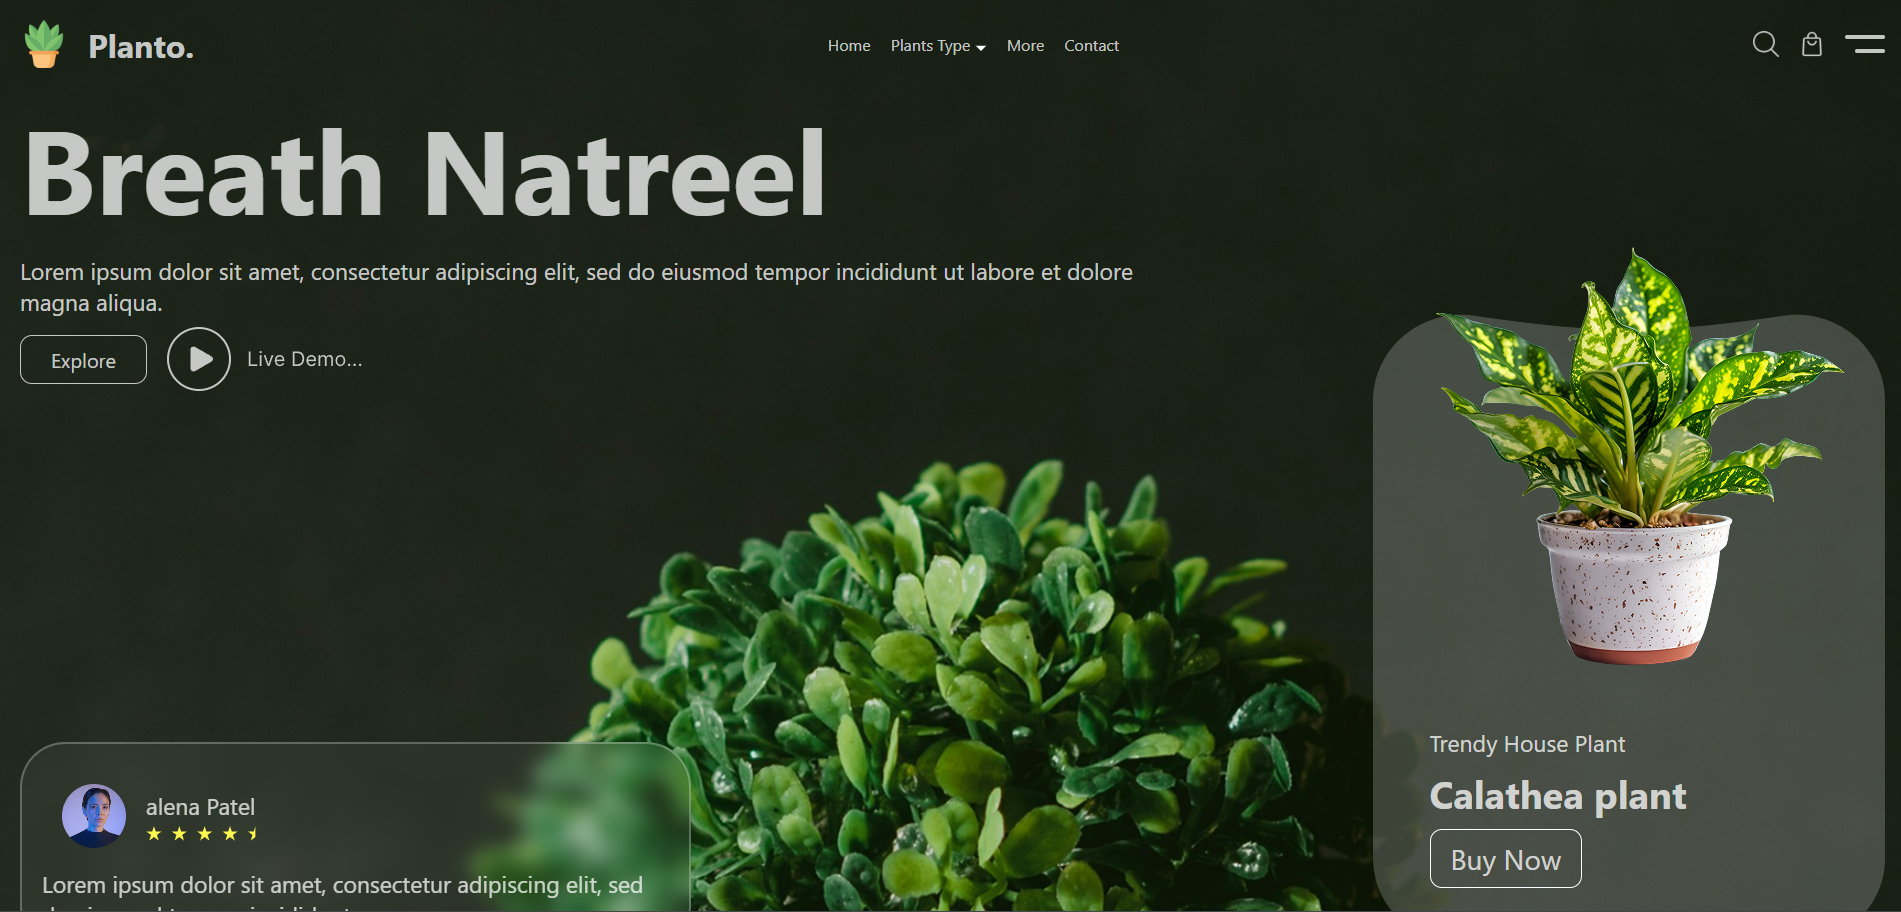 Planto.
Home Plants Type More Contact
Breath Natreel
Lorem ipsum dolor sit amet, consectetur adipiscing elit, sed do eiusmod tempor incididunt ut labore et dolore
magna aliqua.
Explore
Live Demo...
Trendy House Plant
Calathea plant
Buy Now
alena Patel
Lorem ipsum dolor sit amet, consectetur adipiscing elit, sed